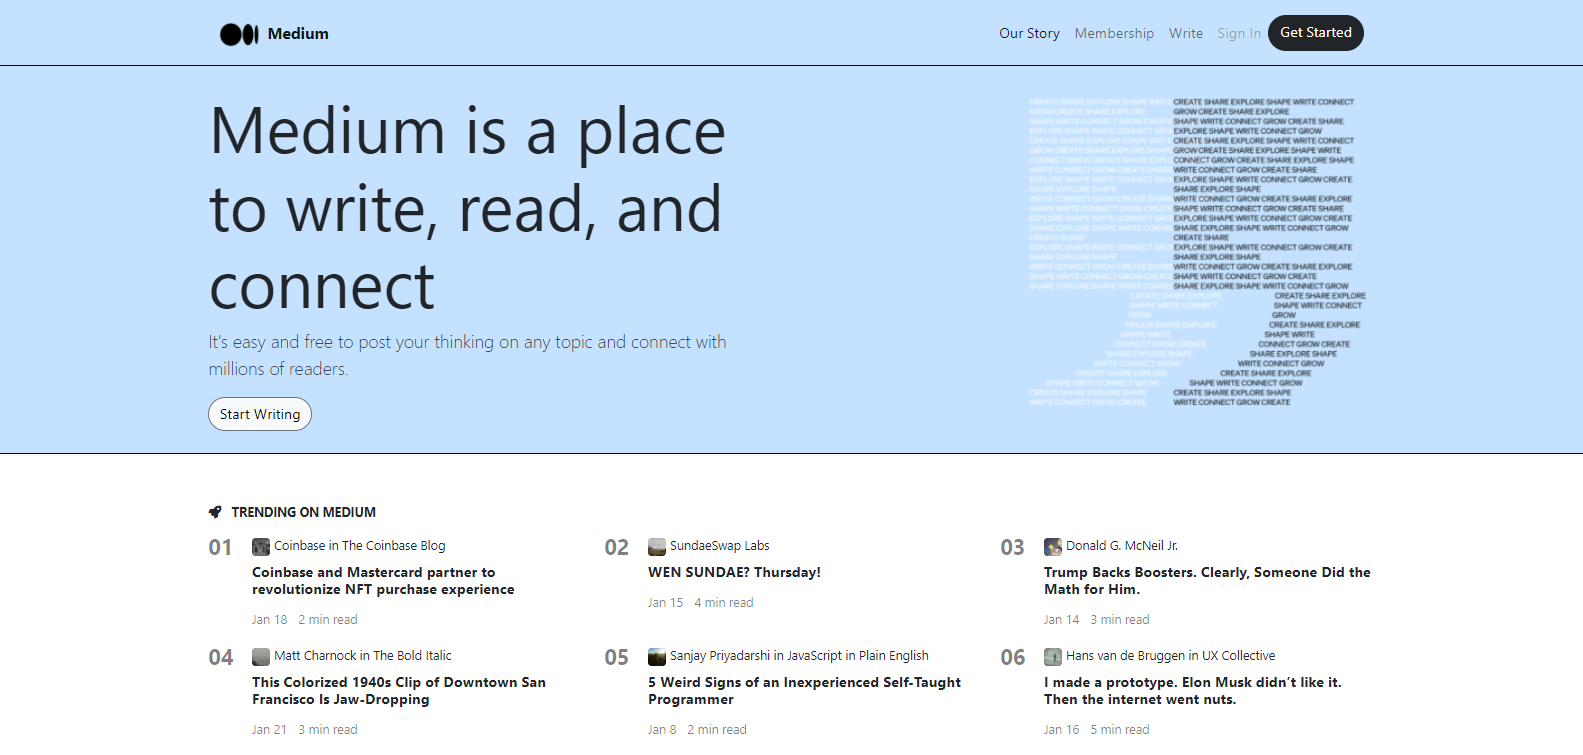 Medium
Our Story Membership Write Sign In Get Started
Medium is a place
to write, read, and
connect
It's easy and free to post your thinking on any topic and connect with
millions of readers.
Start Writing
CREATE SHARE EXPLORE SHAPE WRITE CONNECT
GROW CREATE SHARE EXPLORE
SHAPE WRITE CONNECT GROW CREATE SHARE
EXPLORE SHAPE WRITE CONNECT GROW
CREATE SHARE EXPLORE SHAPE WRITE CONNECT
GROW CREATE SHARE EXPLORE SHAPE WRITE
CONNECT GROW CREATE SHARE EXPLORE SHAPE
WRITE CONNECT GROW CREATE SHARE
EXPLORE SHAPE WRITE CONNECT GROW CREATE
SHARE EXPLORE SHAPE
WRITE CONNECT GROW CREATE SHARE EXPLORE
SHAPE WRITE CONNECT GROW CREATE SHARE
EXPLORE SHAPE WRITE CONNECT GROW CREATE
SHARE EXPLORE SHAPE WRITE CONNECT GROW
CREATE SHARE
EXPLORE SHAPE WRITE CONNECT GROW CREATE
SHARE EXPLORE SHAPE
WRITE CONNECT GROW CREATE SHARE EXPLORE
SHAPE WRITE CONNECT GROW CREATE
SHARE EXPLORE SHAPE WRITE CONNECT GROW
CREATE SHARE EXPLORE
SHAPE WRITE CONNECT
GROW
CREATE SHARE EXPLORE
SHAPE WRITE
CONNECT GROW CREATE
SHARE EXPLORE SHAPE
WRITE CONNECT GROW
CREATE SHARE EXPLORE
SHAPE WRITE CONNECT GROW
CREATE SHARE EXPLORE SHAPE
WRITE CONNECT GROW CREATE
TRENDING ON MEDIUM
01 Coinbase in The Coinbase Blog
Coinbase and Mastercard partner to
revolutionize NFT purchase experience
Jan 18 2 min read
02 SundaeSwap Labs
WEN SUNDAE? Thursday!
Jan 15 4 min read
03 Donald G. McNeil Jr.
Trump Backs Boosters. Clearly, Someone Did the
Math for Him.
Jan 14 3 min read
04 Matt Charnock in The Bold Italic
This Colorized 1940s Clip of Downtown San
Francisco Is Jaw-Dropping
Jan 21 3 min read
05 Sanjay Priyadarshi in JavaScript in Plain English
5 Weird Signs of an Inexperienced Self-Taught
Programmer
Jan 8 2 min read
06 Hans van de Bruggen in UX Collective
I made a prototype. Elon Musk didn’t like it.
Then the internet went nuts.
Jan 16 5 min read